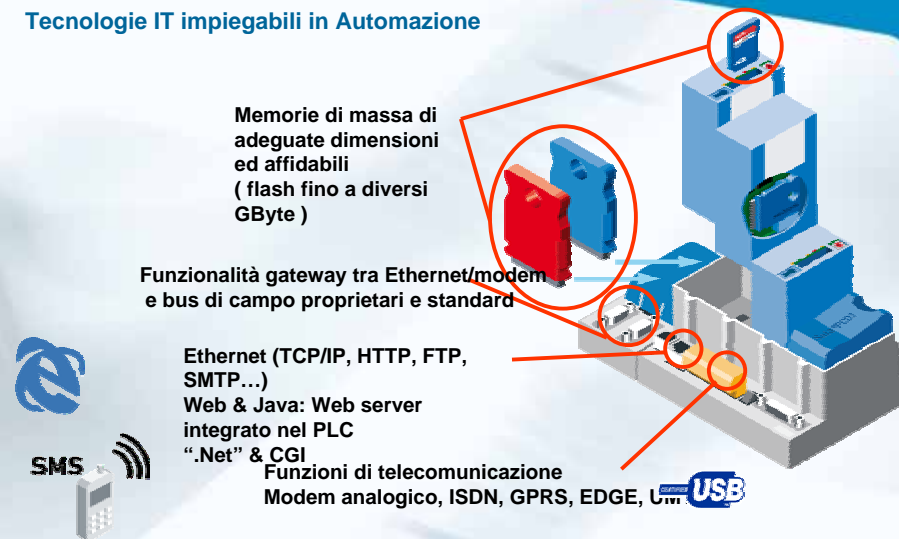 Tecnologie IT impiegabili in Automazione
Memorie di massa di
adeguate dimensioni
ed affidabili
( flash fino a diversi
GByte )
Funzionalità gateway tra Ethernet/modem
e bus di campo proprietari e standard
Ethernet (TCP/IP, HTTP, FTP,
SMTP…)
Web & Java: Web server
integrato nel PLC
“.Net” & CGI
SMS
Funzioni di telecomunicazione
Modem analogico, ISDN, GPRS, EDGE,
CERTIFIED USB